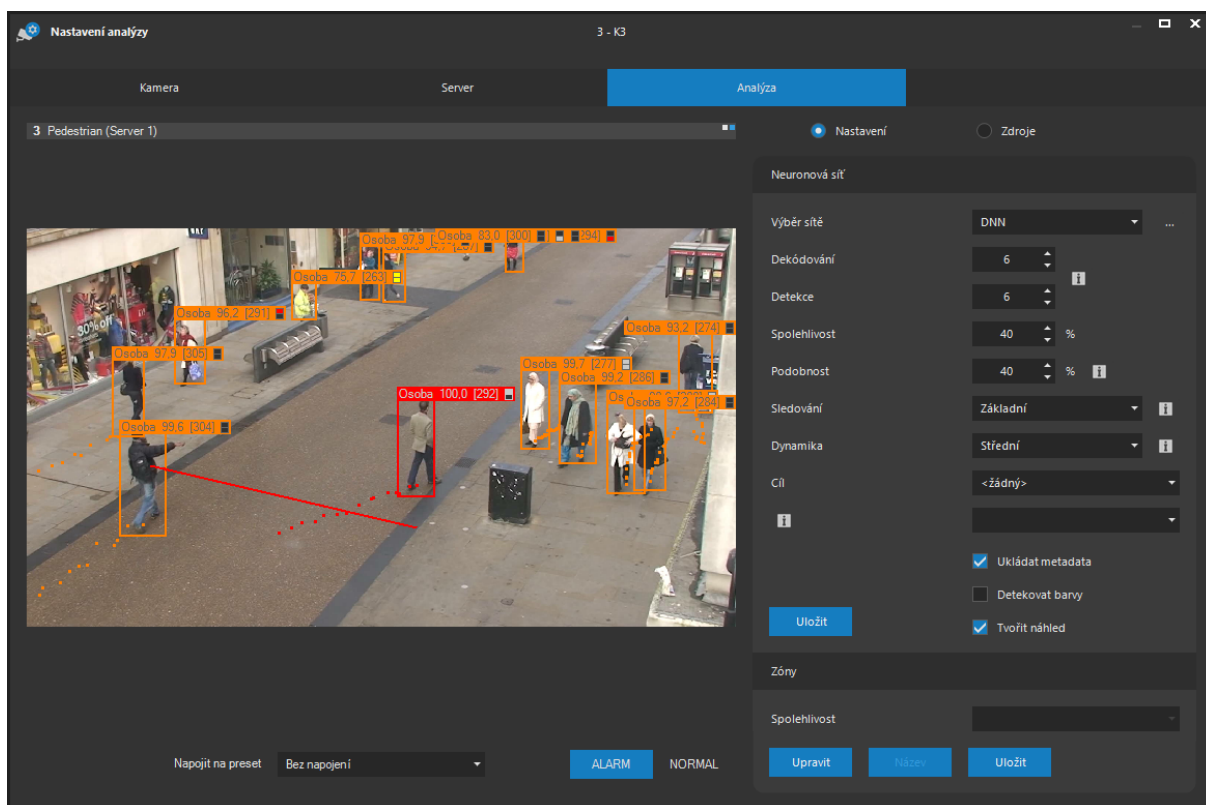 Nastavení analýzy
3 - K3
Kamera
Server
Analýza
3 Pedestrian (Server 1)
Nastavení
Zdroje
Neuronová síť
Výběr sítě
DNN
...
Dekódování
6
Detekce
6
Spolehlivost
40
%
Podobnost
40
%
Sledování
Základní
Dynamika
Střední
Cíl
<žádný>
Ukládat metadata
Detekovat barvy
Tvořit náhled
Uložit
Zóny
Spolehlivost
Upravit
Název
Uložit
Osoba 97,9
Osoba 83,0 [300]
294]
Osoba 75,7 [263]
Osoba 96,2 [291]
30% off
Osoba 97,9 [305]
Osoba 93,2 [274]
Osoba 99,7 [277]
Osoba 99,2 [286]
Osoba 100,0 [292]
Osoba 97,2 [284]
Osoba 99,6 [304]
Napojit na preset
Bez napojení
ALARM
NORMAL